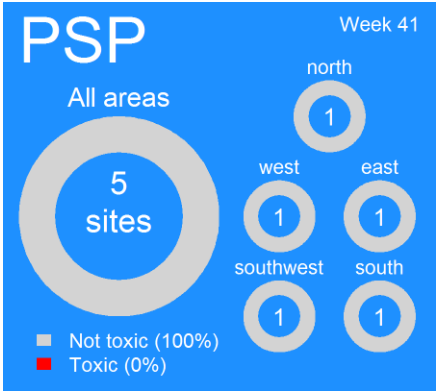 PSP
Week 41
All areas
5
sites
north
1
west
1
east
1
southwest
1
south
1
Not toxic (100%)
Toxic (0%)